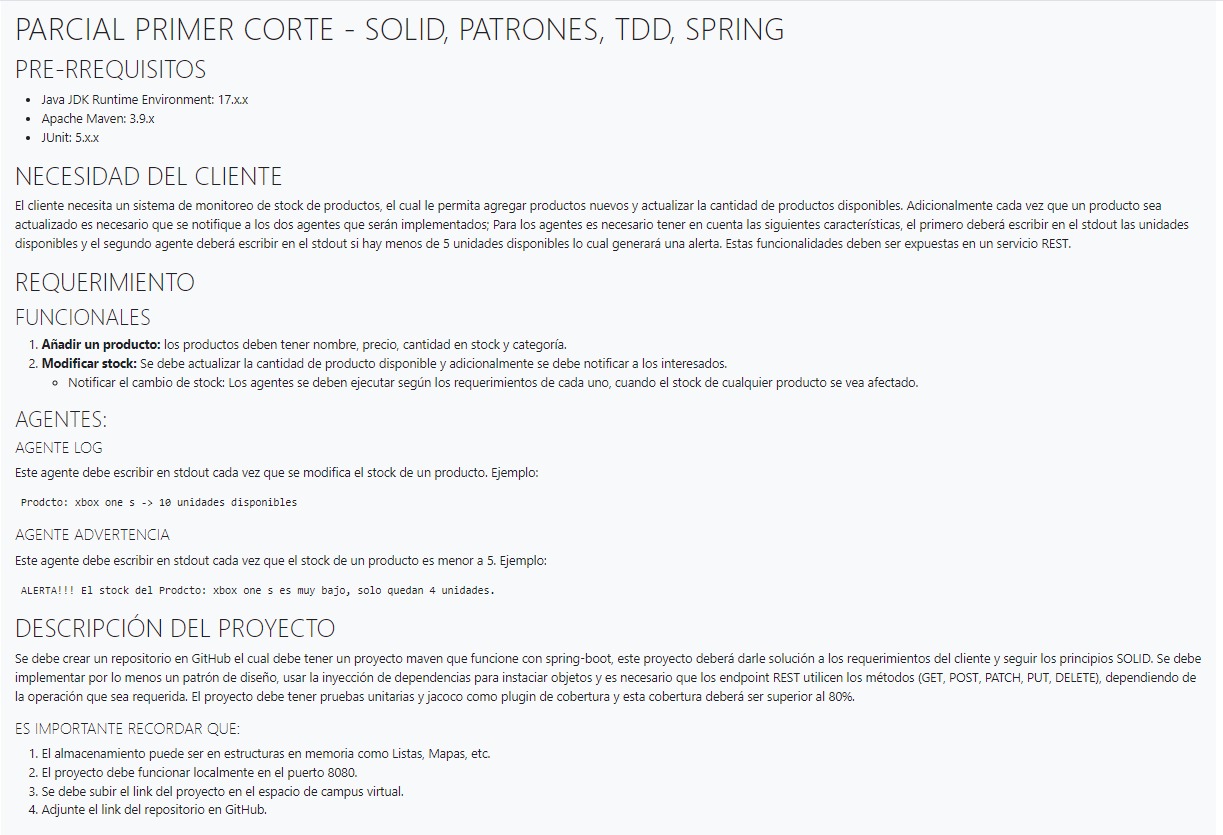 PARCIAL PRIMER CORTE - SOLID, PATRONES, TDD, SPRING
PRE-RREQUISITOS
• Java JDK Runtime Environment: 17.x.x
• Apache Maven: 3.9.x
• JUnit: 5.x.x
NECESIDAD DEL CLIENTE
El cliente necesita un sistema de monitoreo de stock de productos, el cual le permita agregar productos nuevos y actualizar la cantidad de productos disponibles. Adicionalmente cada vez que un producto sea
actualizado es necesario que se notifique a los dos agentes que serán implementados; Para los agentes es necesario tener en cuenta las siguientes características, el primero deberá escribir en el stdout las unidades
disponibles y el segundo agente deberá escribir en el stdout si hay menos de 5 unidades disponibles lo cual generará una alerta. Estas funcionalidades deben ser expuestas en un servicio REST.
REQUERIMIENTO
FUNCIONALES
1. Añadir un producto: los productos deben tener nombre, precio, cantidad en stock y categoría.
2. Modificar stock: Se debe actualizar la cantidad de producto disponible y adicionalmente se debe notificar a los interesados.
○ Notificar el cambio de stock: Los agentes se deben ejecutar según los requerimientos de cada uno, cuando el stock de cualquier producto se vea afectado.
AGENTES:
AGENTE LOG
Este agente debe escribir en stdout cada vez que se modifica el stock de un producto. Ejemplo:
Prodcto: xbox one s -> 10 unidades disponibles
AGENTE ADVERTENCIA
Este agente debe escribir en stdout cada vez que el stock de un producto es menor a 5. Ejemplo:
ALERTA!!! El stock del Prodcto: xbox one s es muy bajo, solo quedan 4 unidades.
DESCRIPCIÓN DEL PROYECTO
Se debe crear un repositorio en GitHub el cual debe tener un proyecto maven que funcione con spring-boot, este proyecto deberá darle solución a los requerimientos del cliente y seguir los principios SOLID. Se debe
implementar por lo menos un patrón de diseño, usar la inyección de dependencias para instaciar objetos y es necesario que los endpoint REST utilicen los métodos (GET, POST, PATCH, PUT, DELETE), dependiendo de
la operación que sea requerida. El proyecto debe tener pruebas unitarias y jacoco como plugin de cobertura y esta cobertura deberá ser superior al 80%.
ES IMPORTANTE RECORDAR QUE:
1. El almacenamiento puede ser en estructuras en memoria como Listas, Mapas, etc.
2. El proyecto debe funcionar localmente en el puerto 8080.
3. Se debe subir el link del proyecto en el espacio de campus virtual.
4. Adjunte el link del repositorio en GitHub.